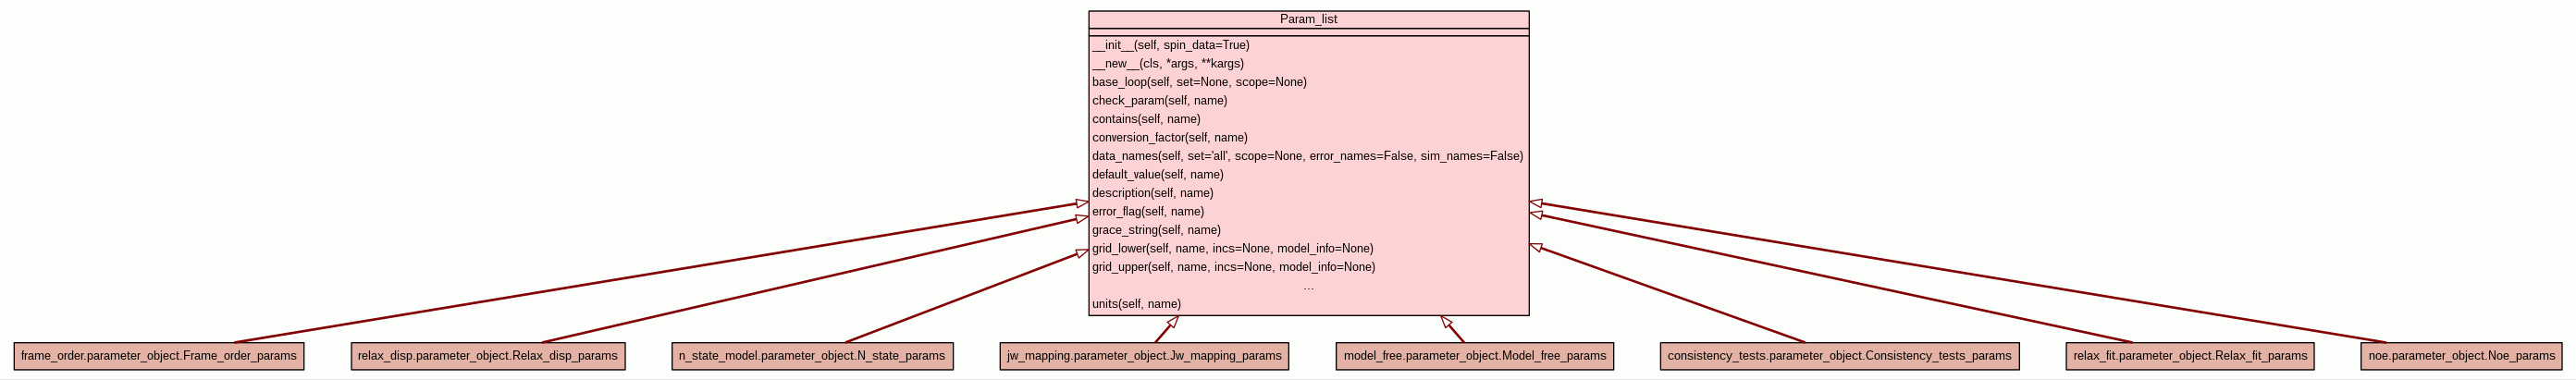 Param_list
__init__(self, spin_data=True)
__new__(cls, *args, **kargs)
base_loop(self, set=None, scope=None)
check_param(self, name)
contains(self, name)
conversion_factor(self, name)
data_names(self, set='all', scope=None, error_names=False, sim_names=False)
default_value(self, name)
description(self, name)
error_flag(self, name)
grace_string(self, name)
grid_lower(self, name, incs=None, model_info=None)
grid_upper(self, name, incs=None, model_info=None)
...
units(self, name)
frame_order.parameter_object.Frame_order_params
relax_disp.parameter_object.Relax_disp_params
n_state_model.parameter_object.N_state_params
jw_mapping.parameter_object.Jw_mapping_params
model_free.parameter_object.Model_free_params
consistency_tests.parameter_object.Consistency_tests_params
relax_fit.parameter_object.Relax_fit_params
noe.parameter_object.Noe_params